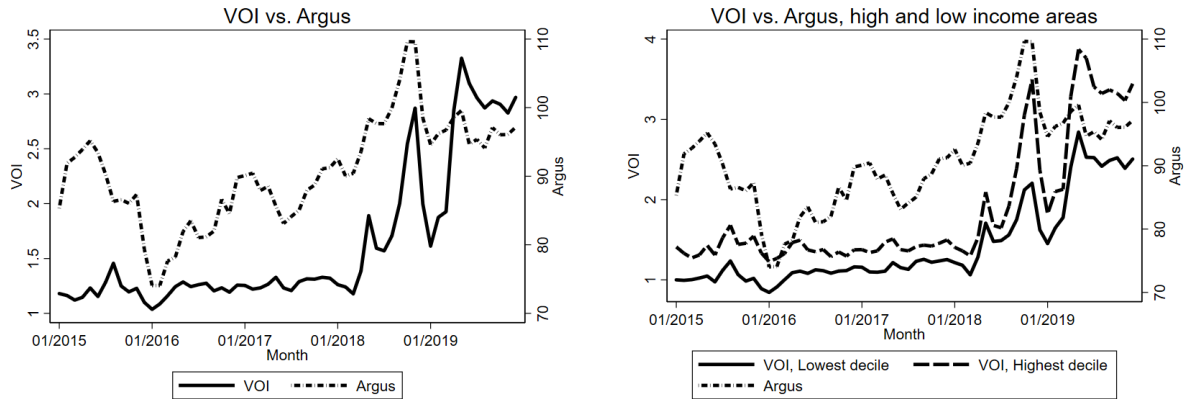 VOI vs. Argus
3.5
3
2.5
2
1.5
1
VOI
110
100
90
80
70
Argus
01/2015 01/2016 01/2017 01/2018 01/2019
Month
VOI Argus
VOI vs. Argus, high and low income areas
4
3
2
1
VOI
110
100
90
80
70
Argus
01/2015 01/2016 01/2017 01/2018 01/2019
Month
VOI, Lowest decile VOI, Highest decile
Argus